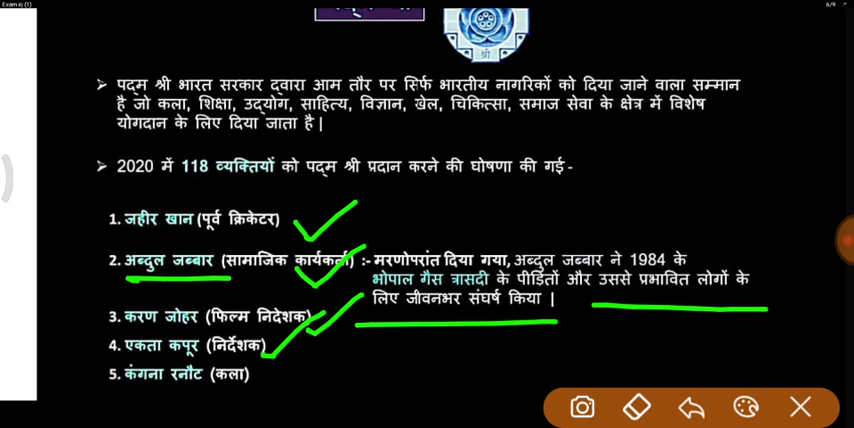 Exam iq (1)
6/9
श्री
➢ पद्म श्री भारत सरकार द्वारा आम तौर पर सिर्फ भारतीय नागरिकों को दिया जाने वाला सम्मान
है जो कला, शिक्षा, उद्योग, साहित्य, विज्ञान, खेल, चिकित्सा, समाज सेवा के क्षेत्र में विशेष
योगदान के लिए दिया जाता है |
➢ 2020 में 118 व्यक्तियों को पद्म श्री प्रदान करने की घोषणा की गई -
1. जहीर खान (पूर्व क्रिकेटर)
2. अब्दुल जब्बार (सामाजिक कार्यकर्ता) :- मरणोपरांत दिया गया, अब्दुल जब्बार ने 1984 के
भोपाल गैस त्रासदी के पीड़ितों और उससे प्रभावित लोगों के
लिए जीवनभर संघर्ष किया |
3. करण जोहर (फिल्म निदेशक)
4. एकता कपूर (निर्देशक)
5. कंगना रनौट (कला)